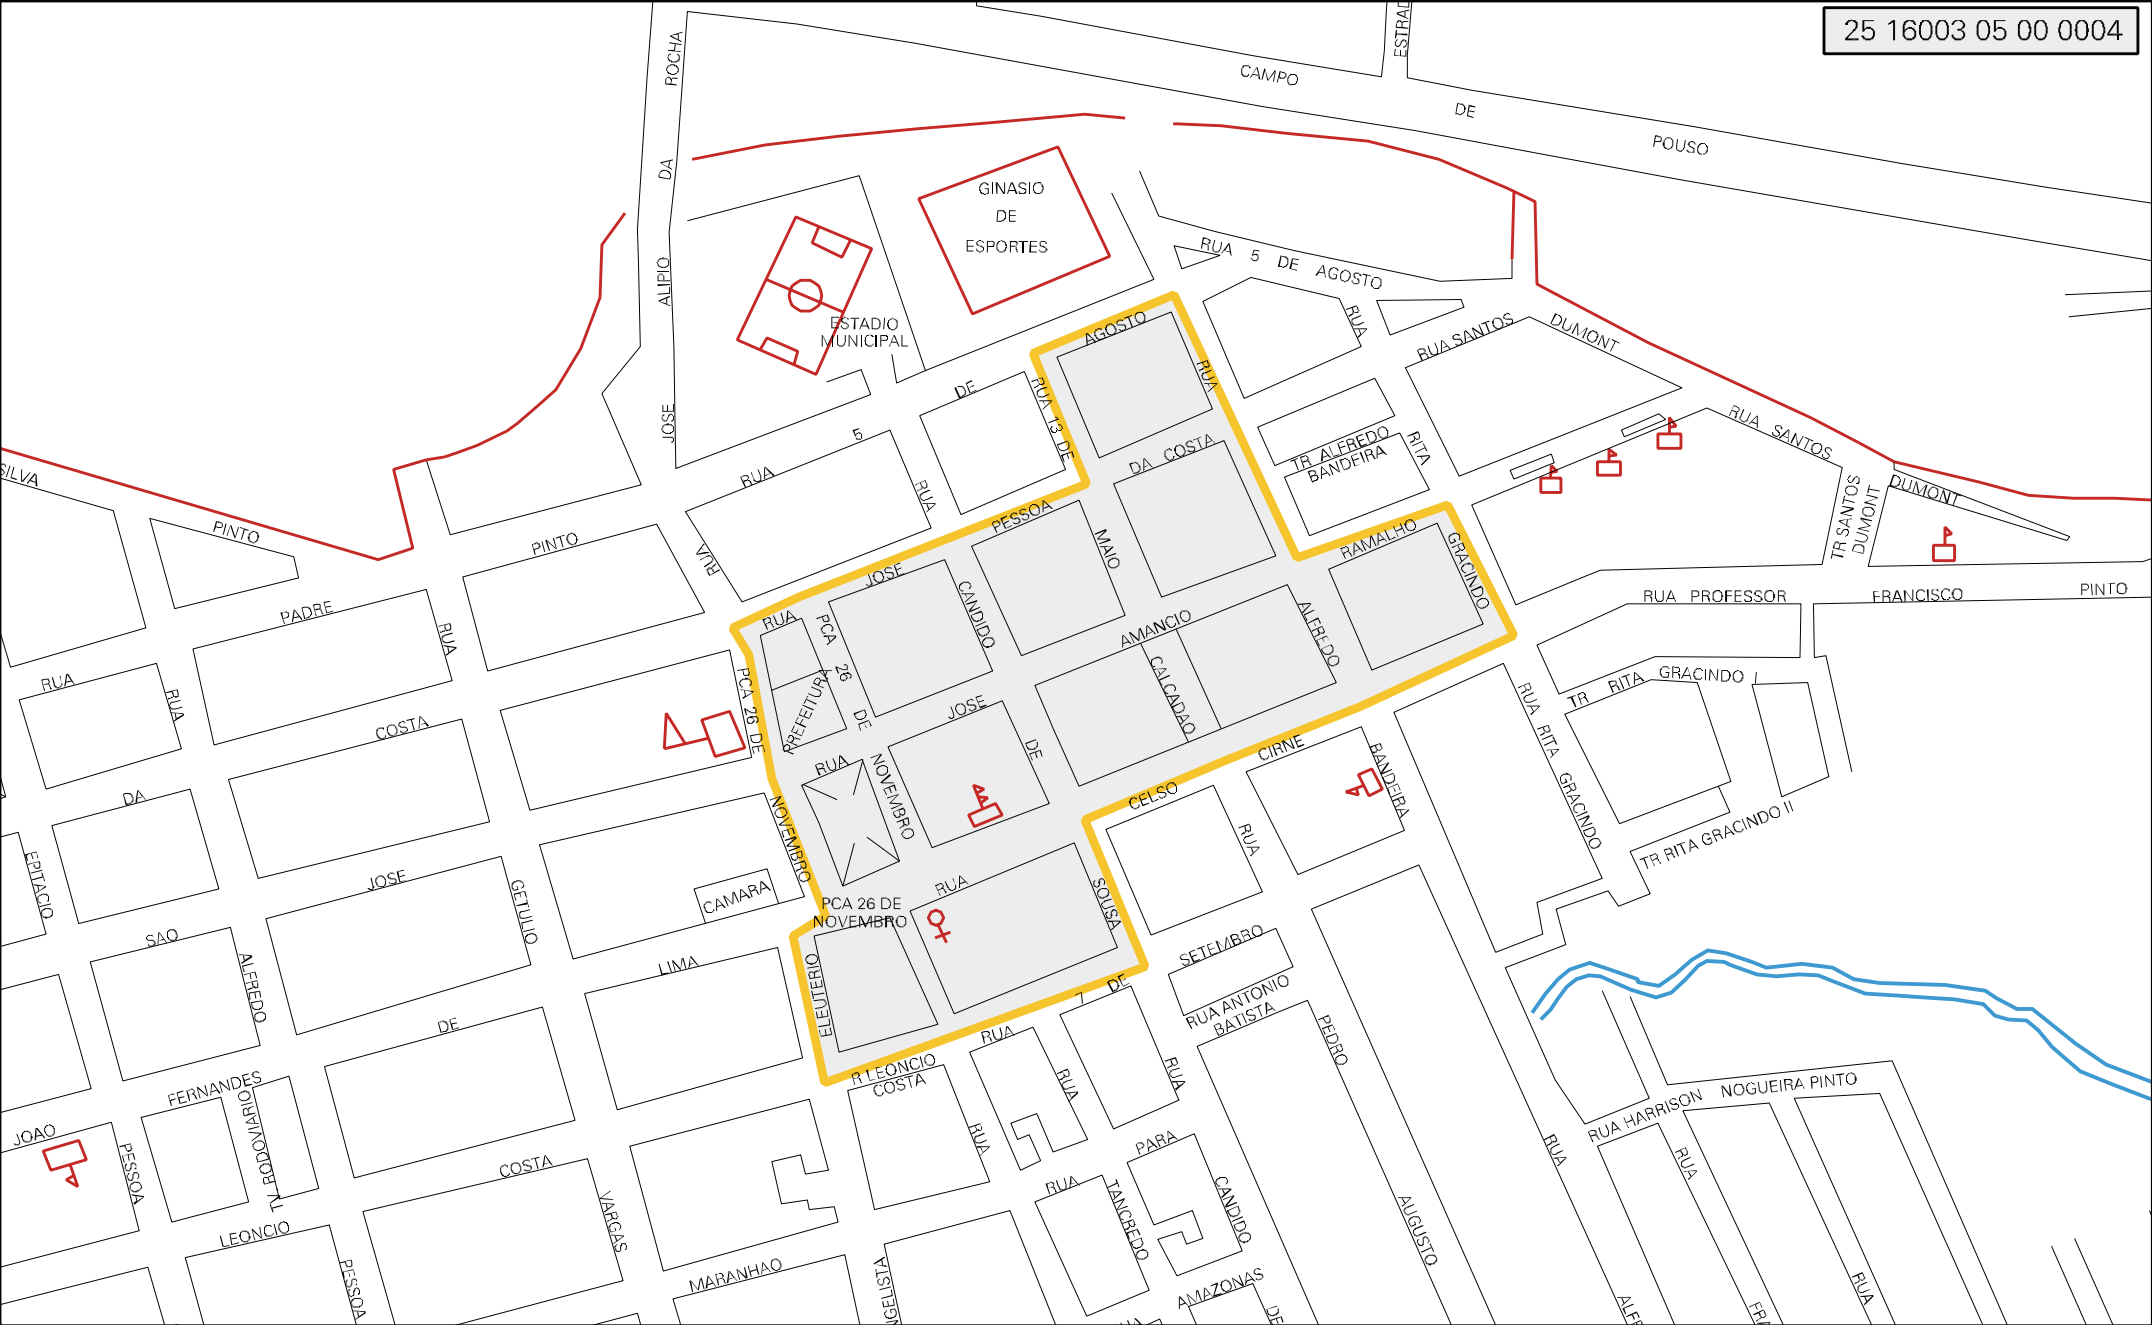 25 16003 05 00 0004
ROCHA
DA
ALIPIO
JOSE
RUA
CAMPO
DE
POUSO
GINASIO
DE
ESPORTES
ESTADIO
MUNICIPAL
RUA 5 DE AGOSTO
RUA
RITA
GRACINDO
RUA SANTOS
DUMONT
RUA SANTOS
DUMONT
TR SANTOS
DUMONT
AGOSTO
DE
5
RUA
RUA 13 DE
MAIO
RUA
ALFREDO
BANDEIRA
TR ALFREDO
BANDEIRA
RAMALHO
AMANCIO
JOSE
RUA
DA COSTA
PESSOA
JOSE
RUA
RUA
CANDIDO
DE
SOUSA
PCA
26
DE
NOVEMBRO
PREFEITURA
PCA 26 DE
NOVEMBRO
CALCADAO
CIRNE
CELSO
RUA
PCA 26 DE
NOVEMBRO
ELEUTERIO
R LEONCIO
COSTA
SILVA
PINTO
PINTO
PADRE
RUA
COSTA
DA
JOSE
SAO
CAMARA
LIMA
DE
FERNANDES
JOAO
COSTA
LEONCIO
MARANHAO
RUA
GETULIO
VARGAS
RUA
ALFREDO
PESSOA
EPITACIO
PESSOA
TV RODOVIARIO
RUA PROFESSOR
FRANCISCO
PINTO
TR RITA GRACINDO I
RUA RITA GRACINDO
TR RITA GRACINDO II
RUA
PEDRO
AUGUSTO
SETEMBRO
DE
7
RUA
RUA ANTONIO
BATISTA
RUA
CANDIDO
DE
RUA
TANCREDO
RUA
PARA
RUA
AMAZONAS
RUA HARRISON NOGUEIRA PINTO
RUA
RUA
RUA